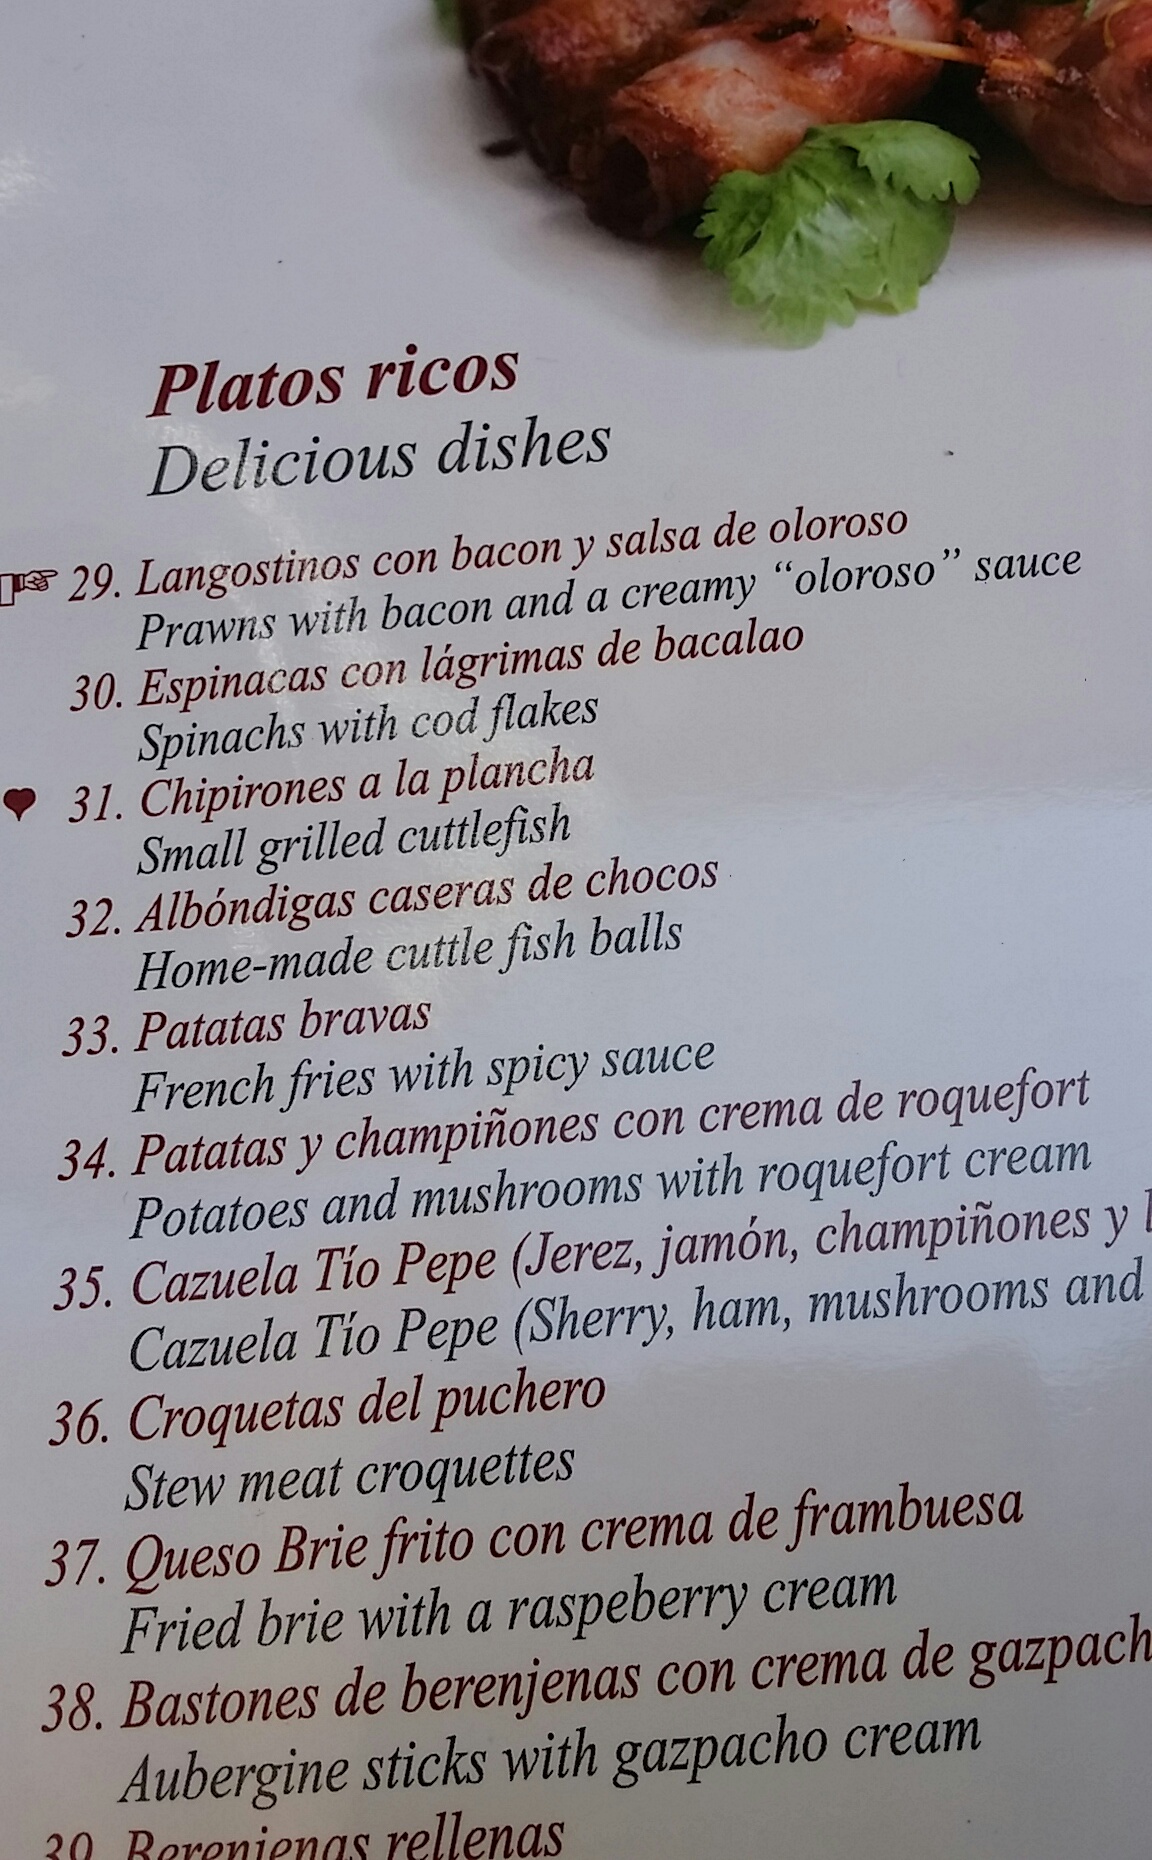 Platos ricos
Delicious dishes
29. Langostinos con bacon y salsa de oloroso
Prawns with bacon and a creamy “oloroso” sauce
30. Espinacas con lágrimas de bacalao
Spinachs with cod flakes
31. Chipirones a la plancha
Small grilled cuttlefish
32. Albóndigas caseras de chocos
Home-made cuttle fish balls
33. Patatas bravas
French fries with spicy sauce
34. Patatas y champiñones con crema de roquefort
Potatoes and mushrooms with roquefort cream
35. Cazuela Tío Pepe (Jerez, jamón, champiñones y
Cazuela Tío Pepe (Sherry, ham, mushrooms and
36. Croquetas del puchero
Stew meat croquettes
37. Queso Brie frito con crema de frambuesa
Fried brie with a raspeberry cream
38. Bastones de berenjenas con crema de gazpach
Aubergine sticks with gazpacho cream
39. Berenjenas rellenas